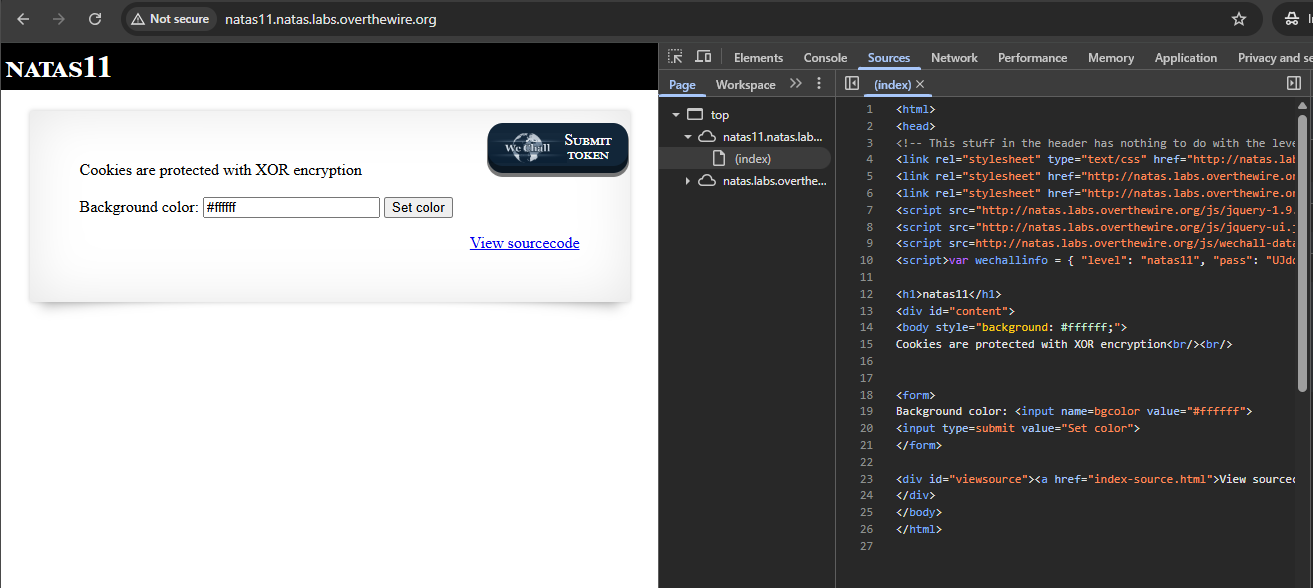 Not secure
natas11.natas.labs.overthewire.org
NATAS11
We Chall
SUBMIT
TOKEN
Cookies are protected with XOR encryption
Background color: #ffffff Set color
View sourcecode
Elements Console Sources Network Performance Memory Application Privacy and se
Page Workspace (index)
top
natas11.natas.lab...
(index)
natas.labs.overthe...
1 <html>
2 <head>
3 <!-- This stuff in the header has nothing to do with the leve
4 <link rel="stylesheet" type="text/css" href="http://natas.lab
5 <link rel="stylesheet" href="http://natas.labs.overthewire.or
6 <link rel="stylesheet" href="http://natas.labs.overthewire.or
7 <script src="http://natas.labs.overthewire.org/js/jquery-1.9.
8 <script src="http://natas.labs.overthewire.org/js/jquery-ui.j
9 <script src=http://natas.labs.overthewire.org/js/wechall-data
10 <script>var wechallinfo = { "level": "natas11", "pass": "UJdc
11
12 <h1>natas11</h1>
13 <div id="content">
14 <body style="background: #ffffff;">
15 Cookies are protected with XOR encryption<br/><br/>
16
17
18 <form>
19 Background color: <input name=bgcolor value="#ffffff">
20 <input type=submit value="Set color">
21 </form>
22
23 <div id="viewsource"><a href="index-source.html">View sourcec
24 </div>
25 </body>
26 </html>
27